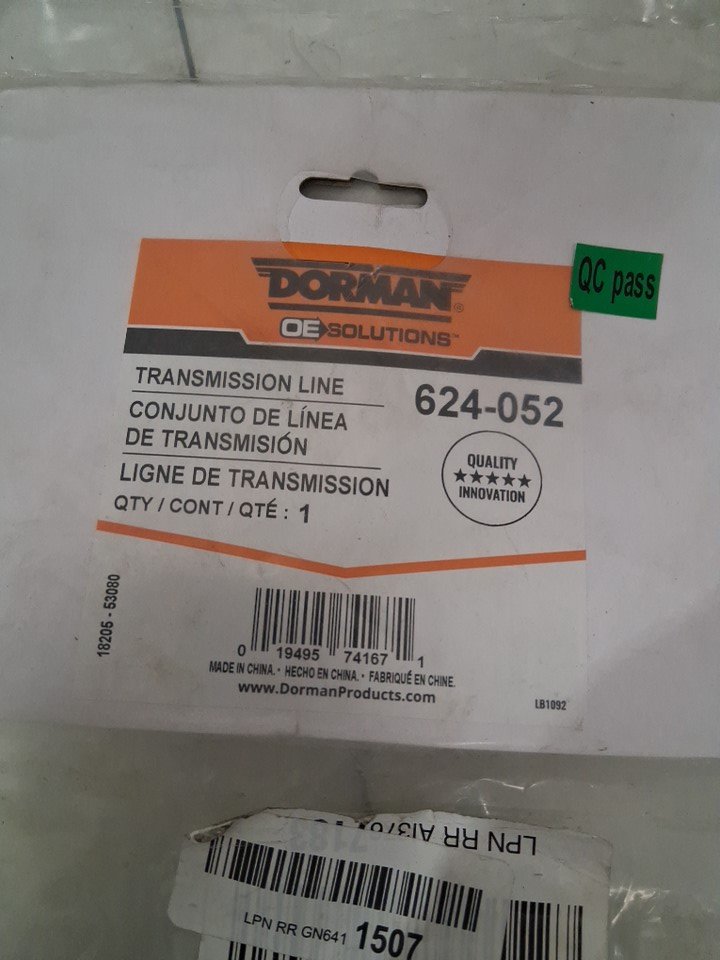 DORMAN®
OE SOLUTIONS™
QC pass
TRANSMISSION LINE
624-052
CONJUNTO DE LÍNEA
DE TRANSMISIÓN
LIGNE DE TRANSMISSION
QTY / CONT / QTÉ : 1
QUALITY
INNOVATION
18205 - 53080
0 19495 74167 1
MADE IN CHINA. • HECHO EN CHINA. • FABRIQUÉ EN CHINE.
www.DormanProducts.com
LB1092
LPN RR AI376
LPN RR GN641 1507